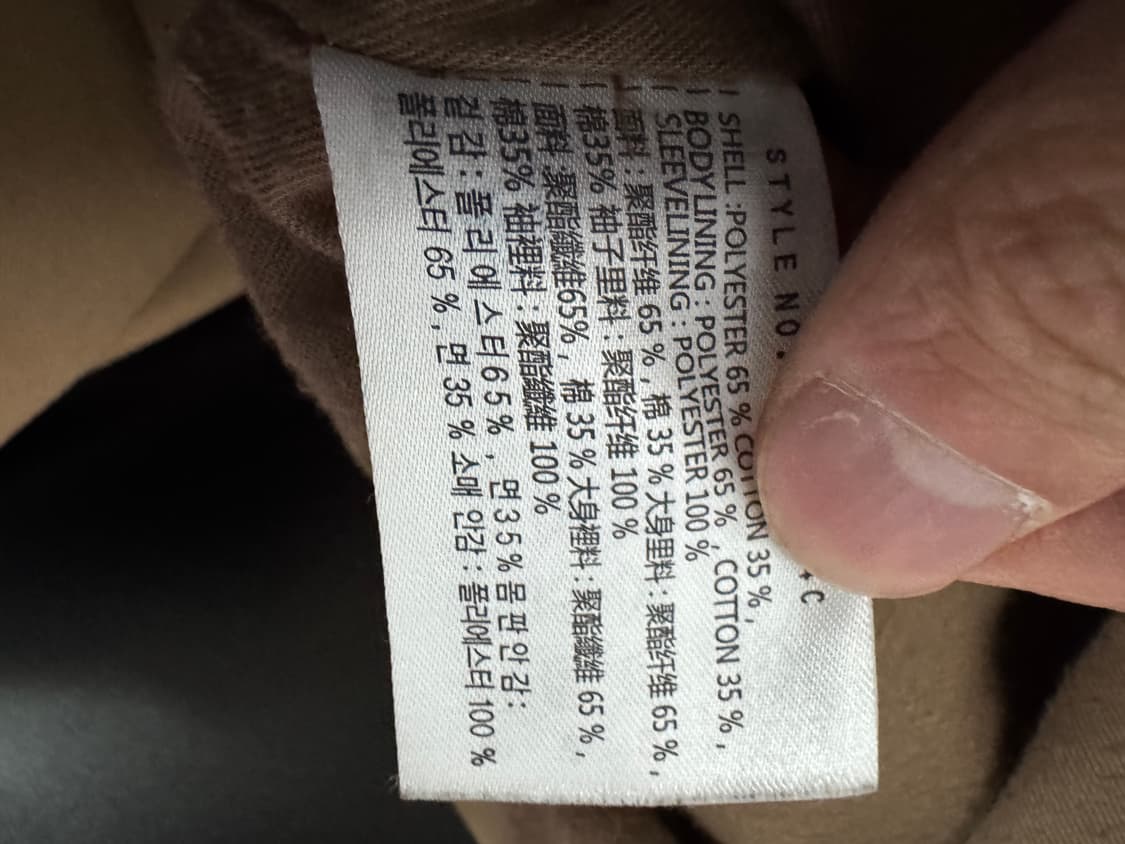 STYLE NO.
+ C
SHELL :POLYESTER 65 % COTTON 35 %,
BODYLINING : POLYESTER 65 % , COTTON 35 % ,
SLEEVELINING : POLYESTER 100 %
面料 : 聚酯纤维 65 % , 棉 35 %大身里料 : 聚酯纤维 65 % ,
棉35% 袖子里料 : 聚酯纤维 100 %
面料 聚酯纖維65%, 棉 35 % 大身裡料 : 聚酯纖維 65 % ,
棉35% 袖裡料 : 聚酯纖維 100 %
겉 감 : 폴 리 에 스 터 6 5 % , 면 3 5 % 몸 판 안 감 :
폴리에스터 65 % , 면 35 % 소매 안감 : 폴리에스터 100 %